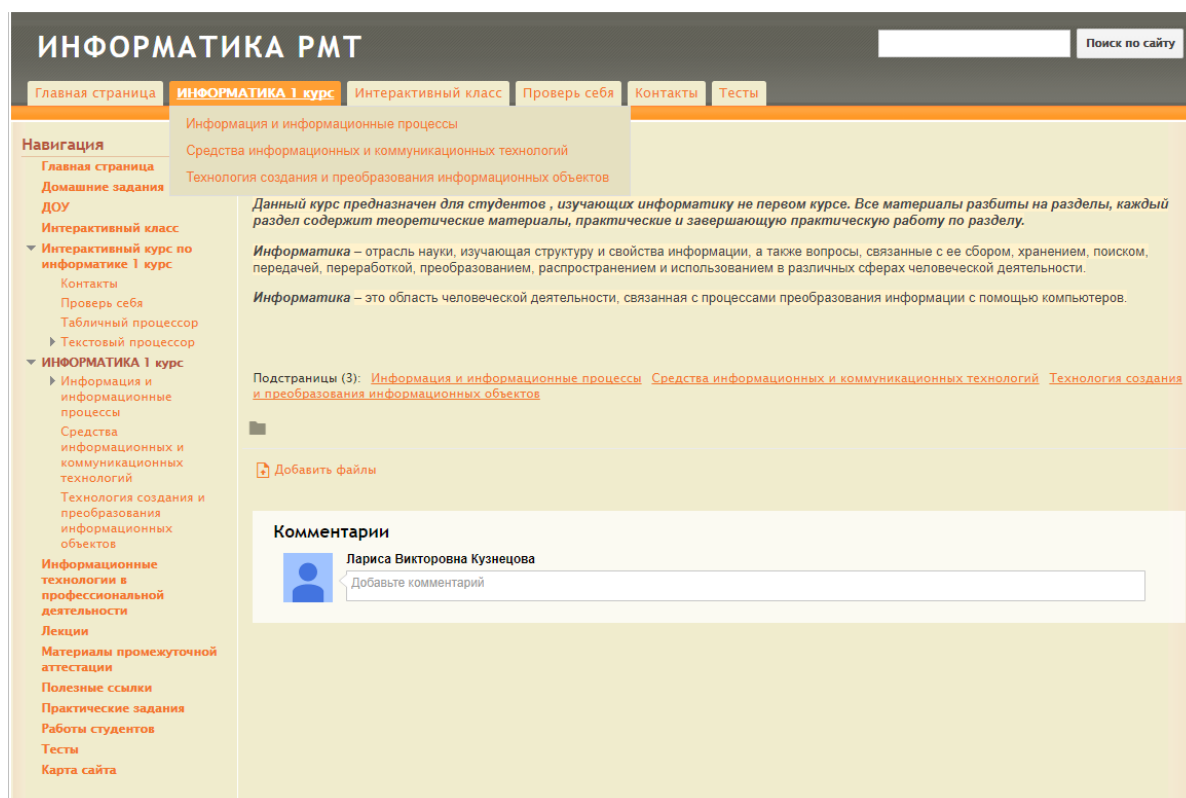 ИНФОРМАТИКА РМТ
Поиск по сайту
Главная страница
ИНФОРМАТИКА 1 курс
Интерактивный класс
Проверь себя
Контакты
Тесты
Информация и информационные процессы
Средства информационных и коммуникационных технологий
Технология создания и преобразования информационных объектов
Навигация
Главная страница
Домашние задания
ДОУ
Интерактивный класс
Интерактивный курс по
информатике 1 курс
Контакты
Проверь себя
Табличный процессор
Текстовый процессор
ИНФОРМАТИКА 1 курс
Информация и
информационные
процессы
Средства
информационных и
коммуникационных
технологий
Технология создания и
преобразования
информационных
объектов
Информационные
технологии в
профессиональной
деятельности
Лекции
Материалы промежуточной
аттестации
Полезные ссылки
Практические задания
Работы студентов
Тесты
Карта сайта
Данный курс предназначен для студентов , изучающих информатику не первом курсе. Все материалы разбиты на разделы, каждый
раздел содержит теоретические материалы, практические и завершающую практическую работу по разделу.
Информатика – отрасль науки, изучающая структуру и свойства информации, а также вопросы, связанные с ее сбором, хранением, поиском,
передачей, переработкой, преобразованием, распространением и использованием в различных сферах человеческой деятельности.
Информатика – это область человеческой деятельности, связанная с процессами преобразования информации с помощью компьютеров.
Подстраницы (3): Информация и информационные процессы Средства информационных и коммуникационных технологий Технология создания
и преобразования информационных объектов
Добавить файлы
Комментарии
Лариса Викторовна Кузнецова
Добавьте комментарий